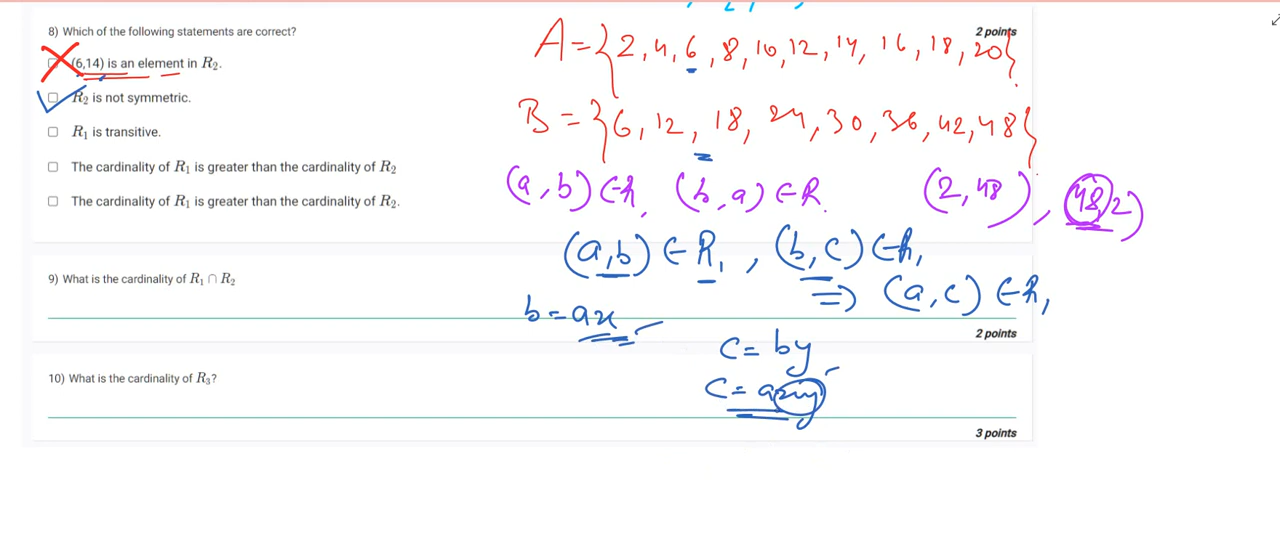 8) Which of the following statements are correct?
2 points
(6,14) is an element in R₂.
R₂ is not symmetric.
R₁ is transitive.
The cardinality of R₁ is greater than the cardinality of R₂
The cardinality of R₁ is greater than the cardinality of R₂.
A = {2, 4, 6, 8, 10, 12, 14, 16, 18, 20}
B = {6, 12, 18, 24, 30, 36, 42, 48}
(a, b) ∈ R, (b, a) ∈ R. (2, 48), (48, 2)
(a, b) ∈ R₁, (b, c) ∈ R₁
⇒ (a, c) ∈ R₁
b = ax
c = by
c = axy
9) What is the cardinality of R₁ ∩ R₂
2 points
10) What is the cardinality of R₃?
3 points